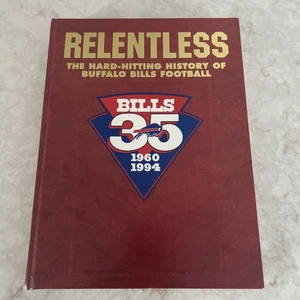 RELENTLESS
THE HARD-HITTING HISTORY OF
BUFFALO BILLS FOOTBALL
BILLS
35
1960
1994